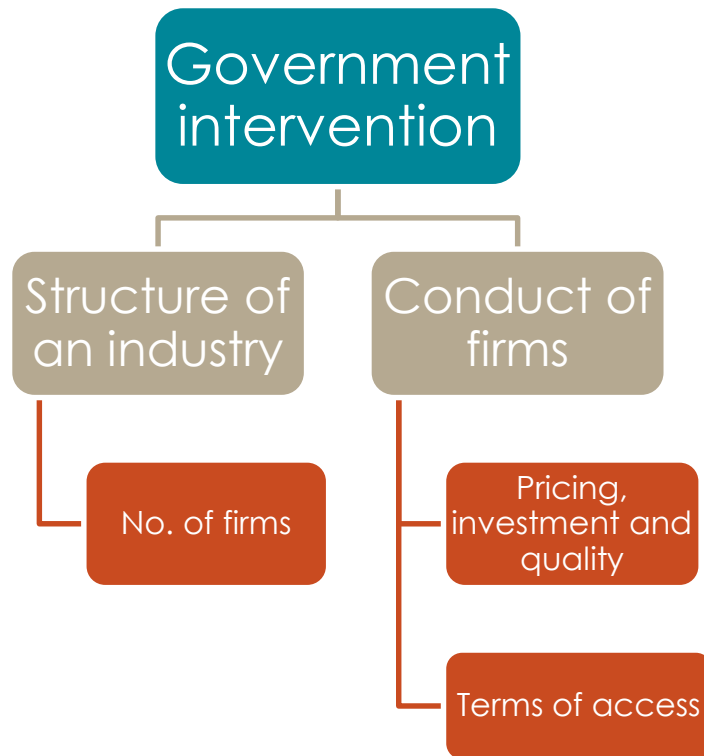 Government
intervention
Structure of
an industry
Conduct of
firms
No. of firms
Pricing,
investment and
quality
Terms of access